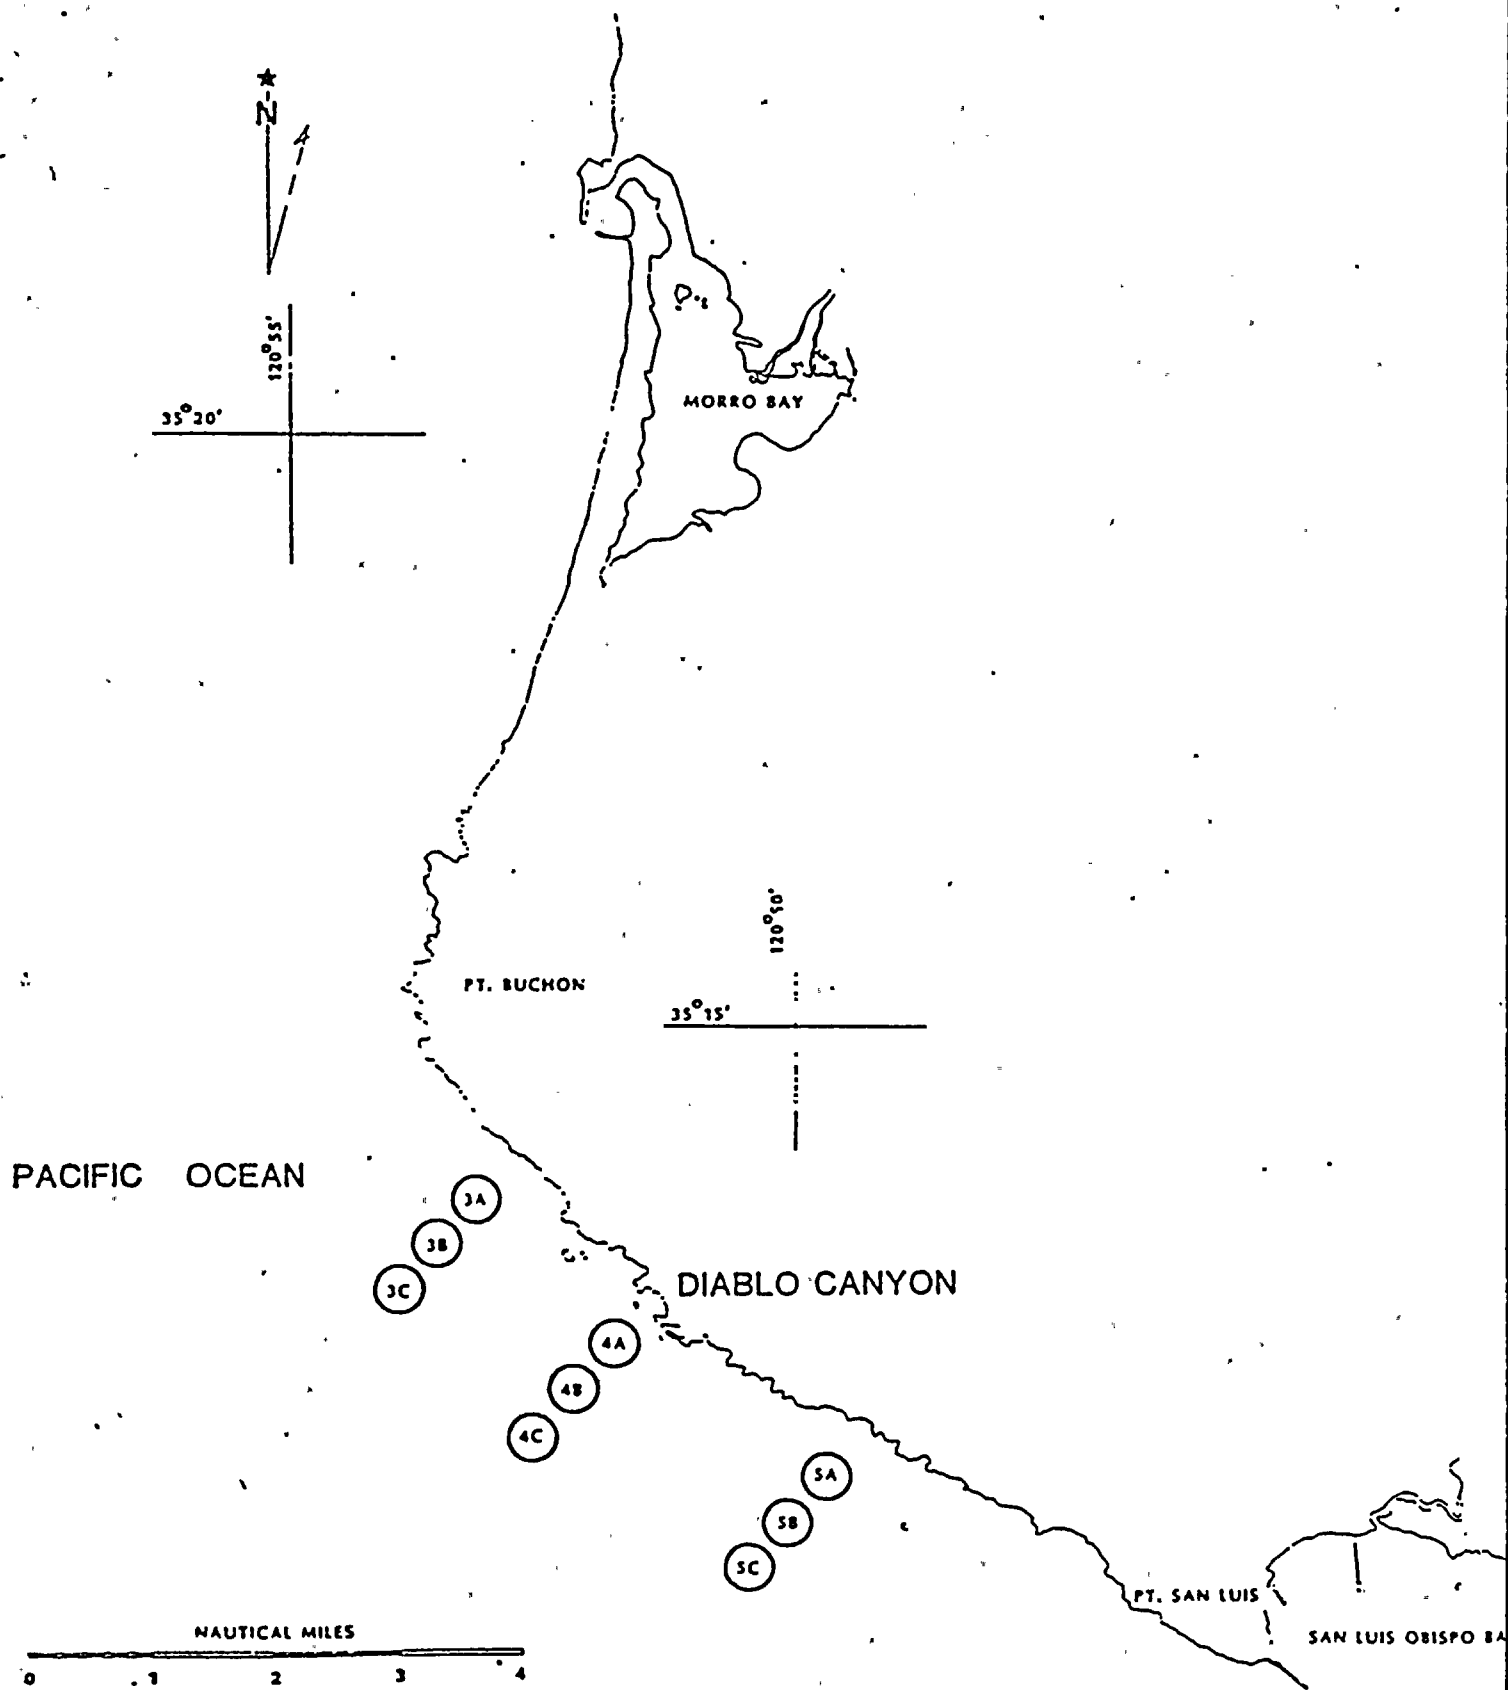 N
120°55'
35°20'
MORRO BAY
PT. BUCHON
120°50'
35°15'
PACIFIC OCEAN
3A
3B
3C
DIABLO CANYON
4A
4B
4C
5A
5B
5C
PT. SAN LUIS
SAN LUIS OBISPO BA
NAUTICAL MILES
0 1 2 3 4